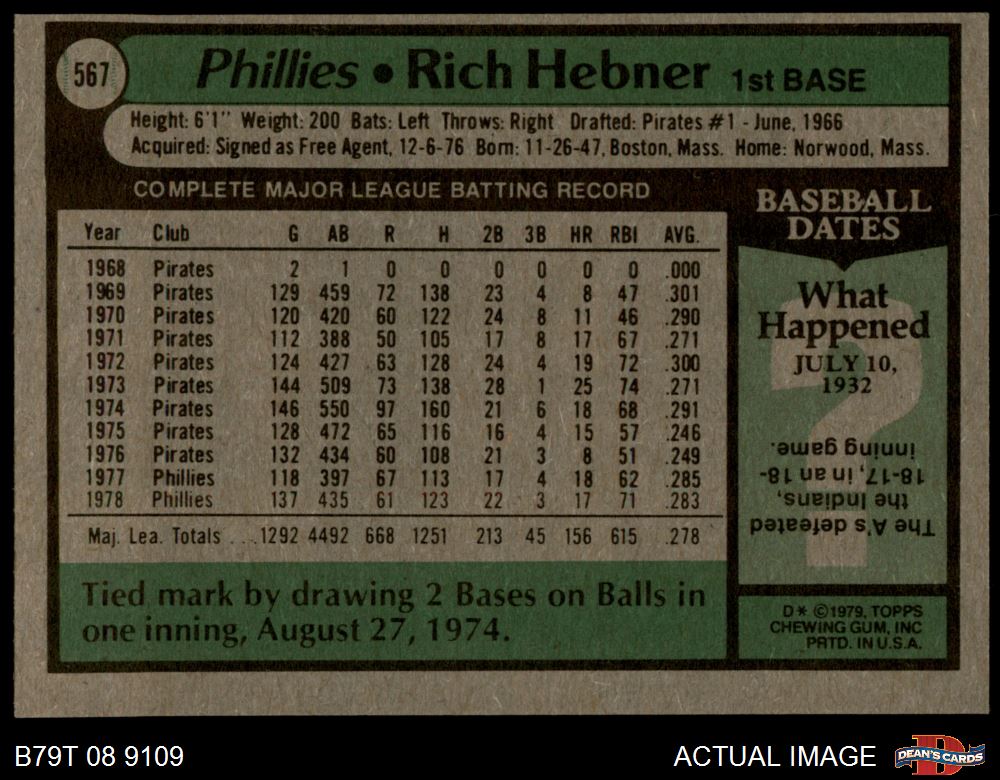 567
Phillies • Rich Hebner 1st BASE
Height: 6'1" Weight: 200 Bats: Left Throws: Right Drafted: Pirates #1 - June, 1966
Acquired: Signed as Free Agent, 12-6-76 Born: 11-26-47, Boston, Mass. Home: Norwood, Mass.
COMPLETE MAJOR LEAGUE BATTING RECORD
Year Club G AB R H 2B 3B HR RBI AVG.
1968 Pirates 2 1 0 0 0 0 0 0 .000
1969 Pirates 129 459 72 138 23 4 8 47 .301
1970 Pirates 120 420 60 122 24 8 11 46 .290
1971 Pirates 112 388 50 105 17 8 17 67 .271
1972 Pirates 124 427 63 128 24 4 19 72 .300
1973 Pirates 144 509 73 138 28 1 25 74 .271
1974 Pirates 146 550 97 160 21 6 18 68 .291
1975 Pirates 128 472 65 116 16 4 15 57 .246
1976 Pirates 132 434 60 108 21 3 8 51 .249
1977 Phillies 118 397 67 113 17 4 18 62 .285
1978 Phillies 137 435 61 123 22 3 17 71 .283
Maj. Lea. Totals ....1292 4492 668 1251 213 45 156 615 .278
Tied mark by drawing 2 Bases on Balls in
one inning, August 27, 1974.
BASEBALL
DATES
What
Happened
JULY 10,
1932
?
The A's defeated
the Indians,
18-17, in an 18-
inning game.
D* ©1979, TOPPS
CHEWING GUM, INC
PRTD. IN U.S.A.
B79T 08 9109
ACTUAL IMAGE
D
DEAN'S CARDS